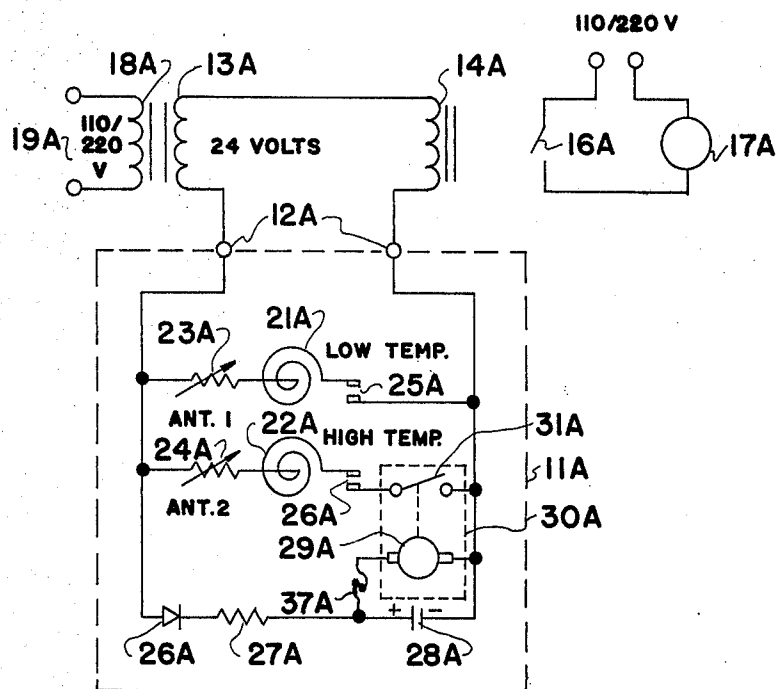 110/220 V
18A
13A
14A
19A
110/
220
V
24 VOLTS
16A
17A
12A
23A
21A
LOW TEMP.
25A
ANT. 1
22A
HIGH TEMP.
31A
24A
11A
ANT.2
26A
30A
29A
37A
+ −
26A
27A
28A